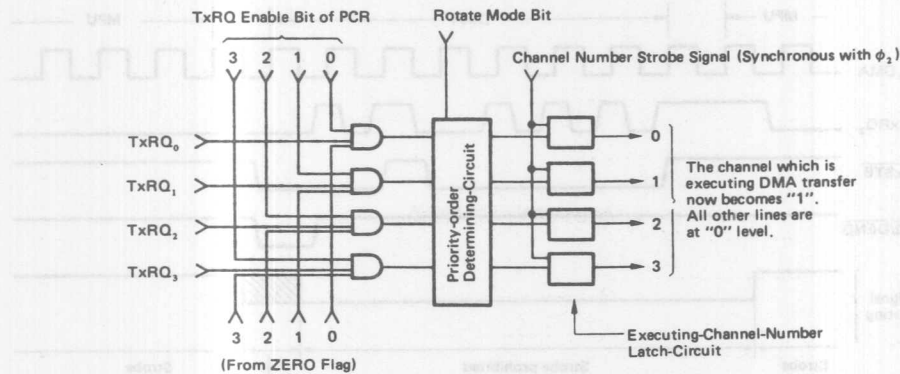 TxRQ Enable Bit of PCR
Rotate Mode Bit
3 2 1 0
Channel Number Strobe Signal (Synchronous with ϕ2)
TxRQ0
TxRQ1
TxRQ2
TxRQ3
Priority-order
Determining-Circuit
0
1
2
3
The channel which is
executing DMA transfer
now becomes "1".
All other lines are
at "0" level.
3 2 1 0
(From ZERO Flag)
Executing-Channel-Number
Latch-Circuit